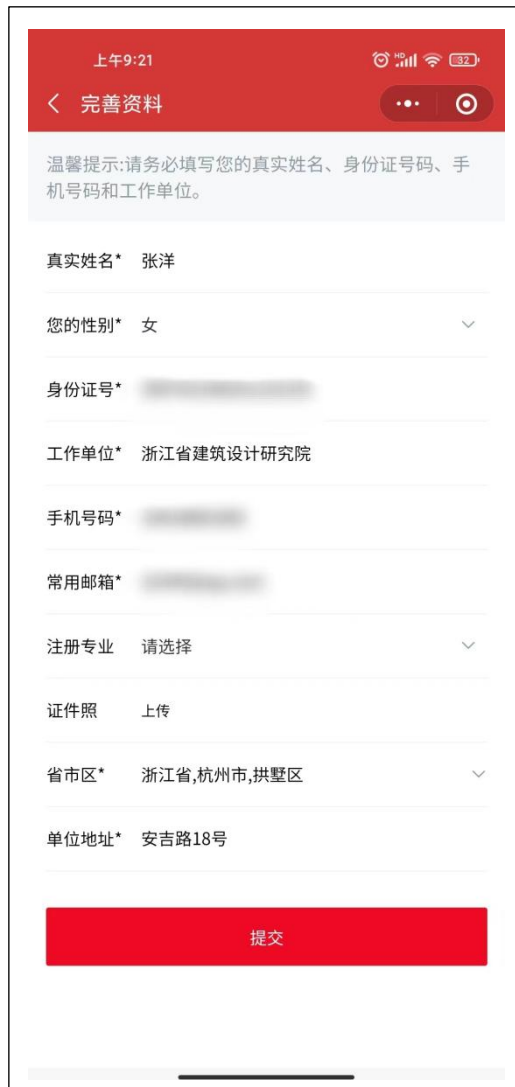 上午9:21
HD
32
完善资料
温馨提示:请务必填写您的真实姓名、身份证号码、手
机号码和工作单位。
真实姓名* 张洋
您的性别* 女
身份证号*
工作单位* 浙江省建筑设计研究院
手机号码*
常用邮箱*
注册专业 请选择
证件照 上传
省市区* 浙江省,杭州市,拱墅区
单位地址* 安吉路18号
提交